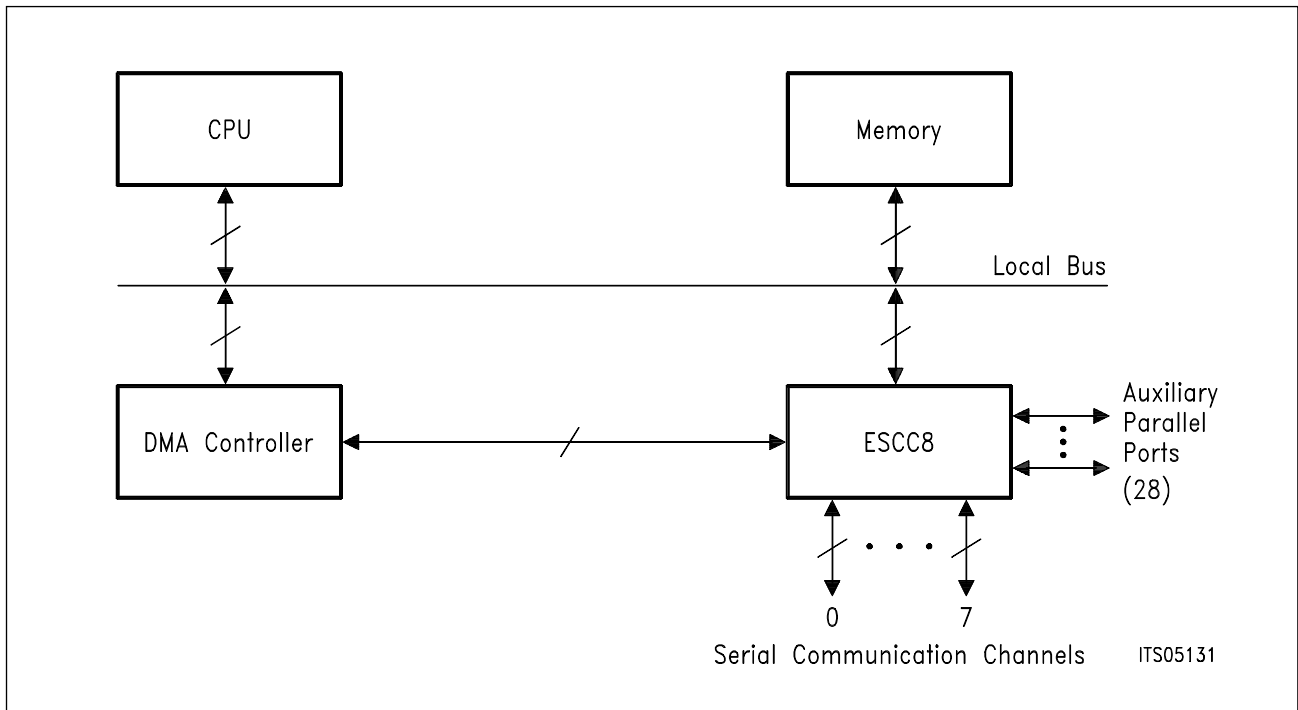 CPU
Memory
Local Bus
DMA Controller
ESCC8
Auxiliary
Parallel
Ports
(28)
0
7
Serial Communication Channels
ITS05131